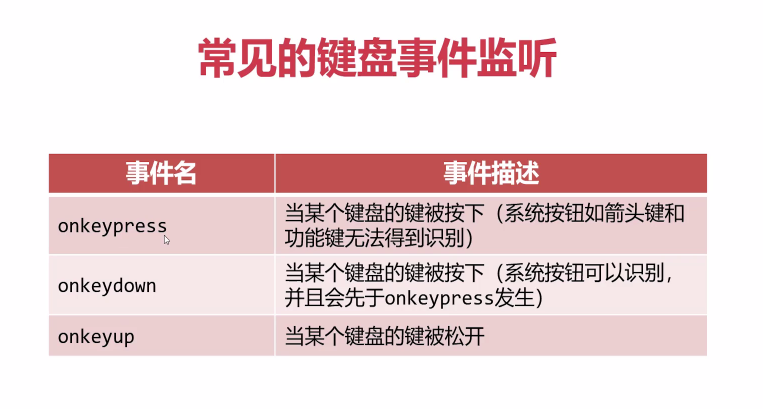 常见的键盘事件监听
事件名 事件描述
onkeypress 当某个键盘的键被按下（系统按钮如箭头键和
功能键无法得到识别）
onkeydown 当某个键盘的键被按下（系统按钮可以识别，
并且会先于onkeypress发生）
onkeyup 当某个键盘的键被松开